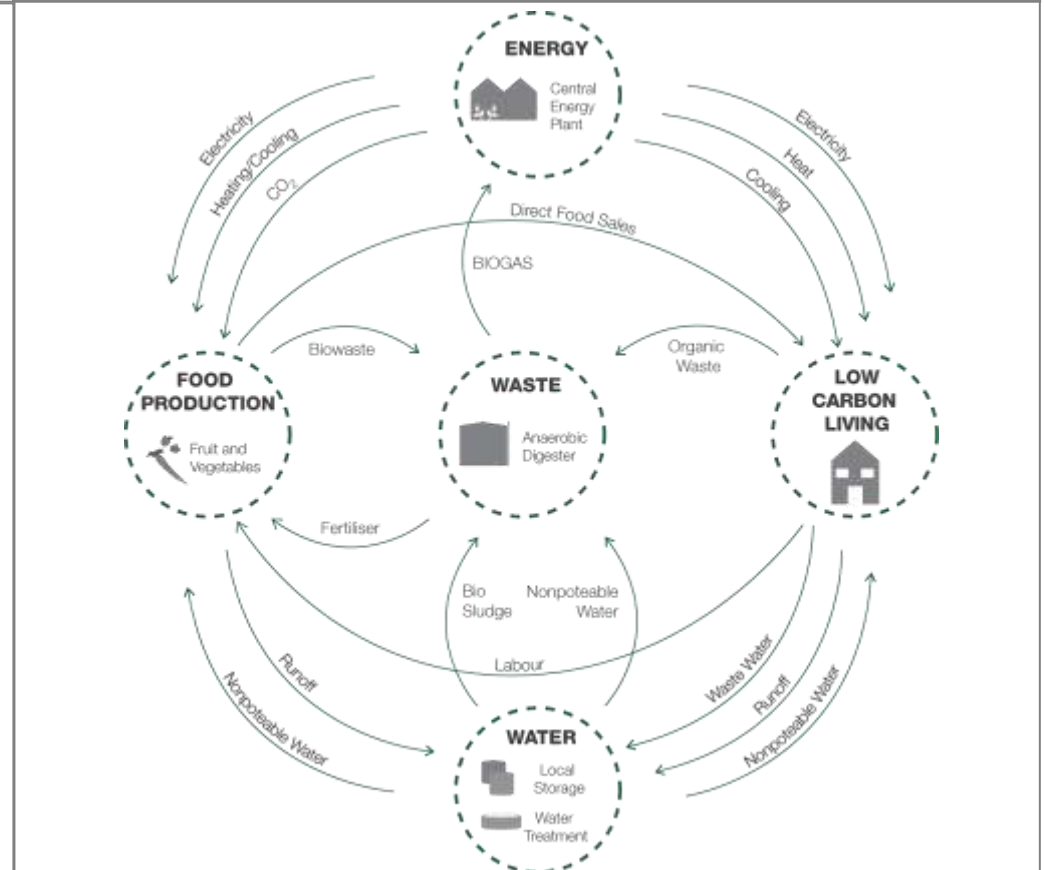 ENERGY
Central
Energy
Plant
Electricity
Heating/Cooling
CO₂
Electricity
Heat
Cooling
Direct Food Sales
BIOGAS
Biowaste
Organic
Waste
FOOD
PRODUCTION
Fruit and
Vegetables
WASTE
Anaerobic
Digester
LOW
CARBON
LIVING
Fertiliser
Bio
Sludge
Nonpoteable
Water
Labour
Runoff
Nonpoteable Water
Waste Water
Runoff
Nonpoteable Water
WATER
Local
Storage
Water
Treatment